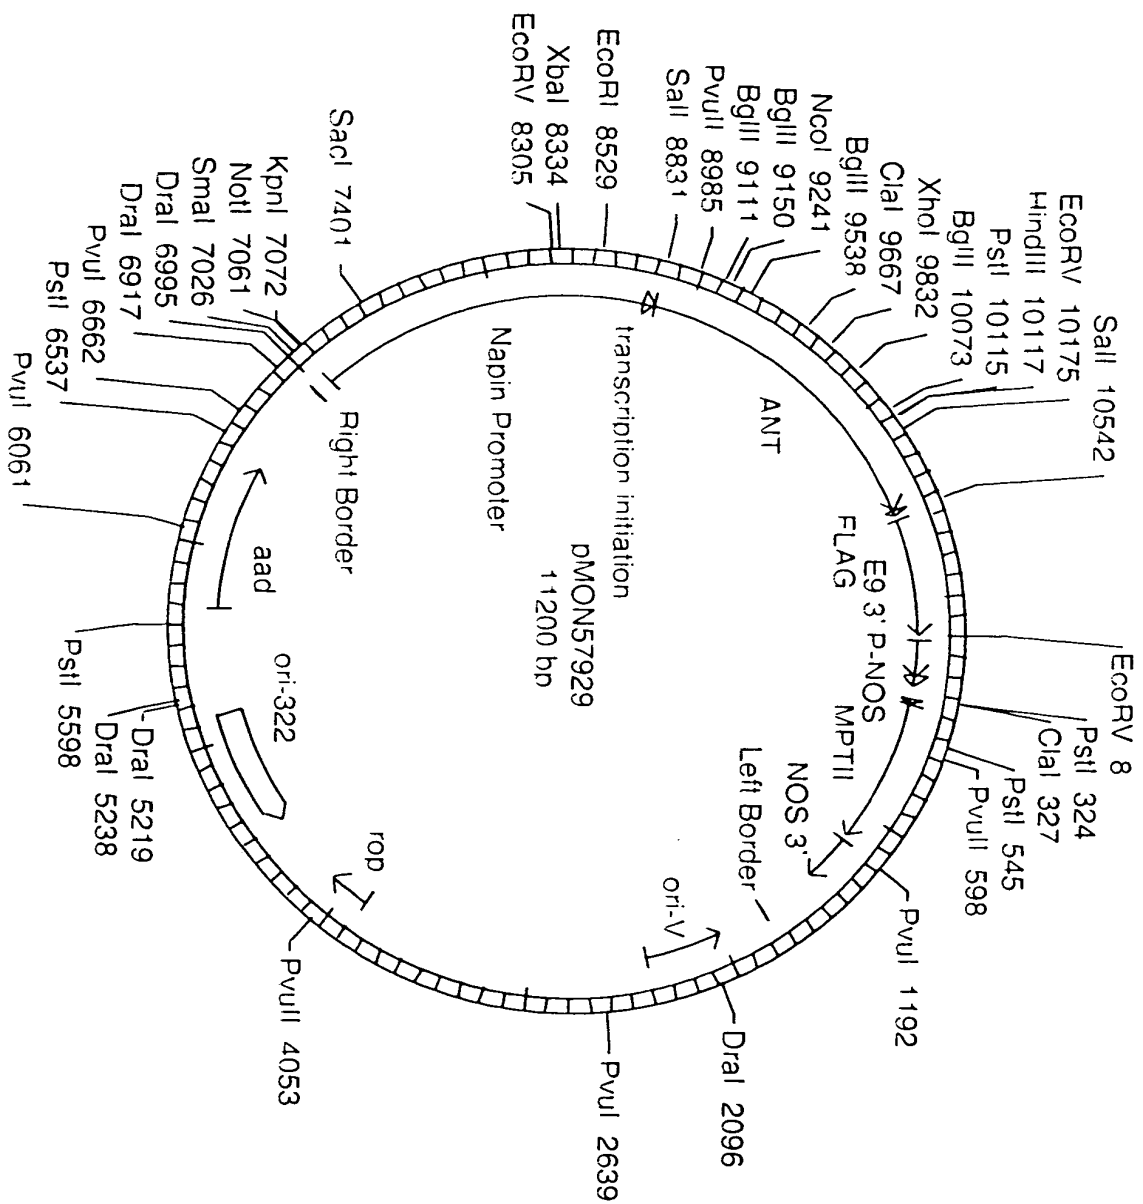 EcoRV 8
PstI 324
ClaI 327
PstI 545
PvuII 598
PvuI 1192
DraI 2096
PvuI 2639
PvuII 4053
DraI 5219
DraI 5238
PstI 5598
PvuI 6061
PstI 6537
PvuI 6662
DraI 6917
DraI 6995
SmaI 7026
NotI 7061
KpnI 7072
SacI 7401
EcoRV 8305
XbaI 8334
EcoRI 8529
SalI 8831
PvuII 8985
BglII 9111
BglII 9150
NcoI 9241
BglII 9538
ClaI 9667
XhoI 9832
BglII 10073
PstI 10115
HindIII 10117
EcoRV 10175
SalI 10542
pMON57929
11200 bp
transcription initiation
Napin Promoter
Right Border
ANT
FLAG
E9 3' P-NOS
MPTII
NOS 3'
Left Border
ori-V
rop
ori-322
aad